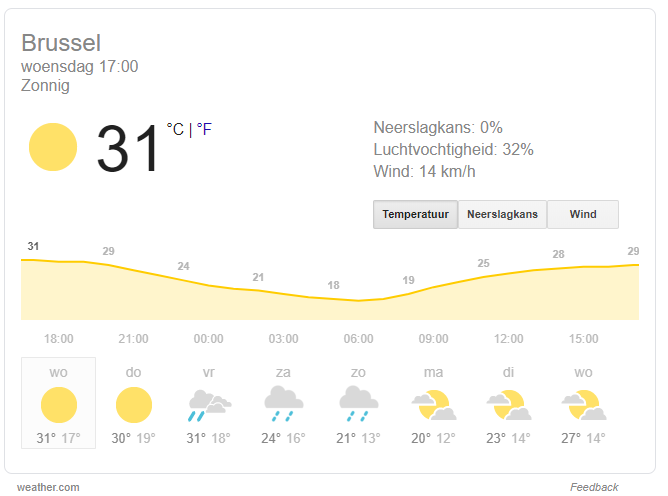 Brussel
woensdag 17:00
Zonnig
31 °C | °F
Neerslagkans: 0%
Luchtvochtigheid: 32%
Wind: 14 km/h
Temperatuur Neerslagkans Wind
31 29 24 21 18 19 25 28 29
18:00 21:00 00:00 03:00 06:00 09:00 12:00 15:00
wo do vr za zo ma di wo
31° 17° 30° 19° 31° 18° 24° 16° 21° 13° 20° 12° 23° 14° 27° 14°
weather.com Feedback